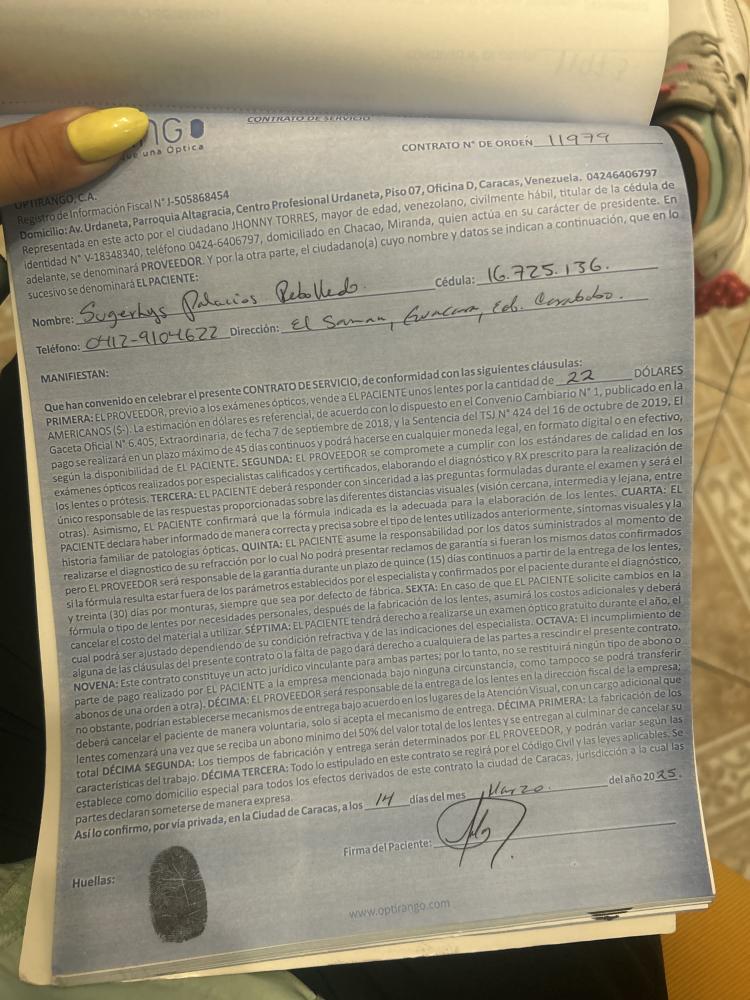 NGO
que una Óptica
CONTRATO DE SERVICIO
CONTRATO N° DE ORDEN 11979
OPTIRANGO, C.A.
Registro de Información Fiscal N° J-505868454
Domicilio: Av. Urdaneta, Parroquia Altagracia, Centro Profesional Urdaneta, Piso 07, Oficina D, Caracas, Venezuela. 04246406797
Representada en este acto por el ciudadano JHONNY TORRES, mayor de edad, venezolano, civilmente hábil, titular de la cédula de
identidad N° V-18348340, teléfono 0424-6406797, domiciliado en Chacao, Miranda, quien actúa en su carácter de presidente. En
adelante, se denominará PROVEEDOR. Y por la otra parte, el ciudadano(a) cuyo nombre y datos se indican a continuación, que en lo
sucesivo se denominará EL PACIENTE:
Nombre: Sugerhys Palacios Rebolledo. Cédula: 16.725.136.
Teléfono: 0412-9104622 Dirección: El Saman, Guacara, Edo. Carabobo.
MANIFIESTAN:
Que han convenido en celebrar el presente CONTRATO DE SERVICIO, de conformidad con las siguientes cláusulas:
PRIMERA: EL PROVEEDOR, previo a los exámenes ópticos, vende a EL PACIENTE unos lentes por la cantidad de 22 DÓLARES
AMERICANOS ($-). La estimación en dólares es referencial, de acuerdo con lo dispuesto en el Convenio Cambiario N° 1, publicado en la
Gaceta Oficial N° 6.405, Extraordinaria, de fecha 7 de septiembre de 2018, y la Sentencia del TSJ N° 424 del 16 de octubre de 2019. El
pago se realizará en un plazo máximo de 45 días continuos y podrá hacerse en cualquier moneda legal, en formato digital o en efectivo,
según la disponibilidad de EL PACIENTE. SEGUNDA: EL PROVEEDOR se compromete a cumplir con los estándares de calidad en los
exámenes ópticos realizados por especialistas calificados y certificados, elaborando el diagnóstico y RX prescrito para la realización de
los lentes o prótesis. TERCERA: EL PACIENTE deberá responder con sinceridad a las preguntas formuladas durante el examen y será el
único responsable de las respuestas proporcionadas sobre las diferentes distancias visuales (visión cercana, intermedia y lejana, entre
otras). Asimismo, EL PACIENTE confirmará que la fórmula indicada es la adecuada para la elaboración de los lentes. CUARTA: EL
PACIENTE declara haber informado de manera correcta y precisa sobre el tipo de lentes utilizados anteriormente, síntomas visuales y la
historia familiar de patologías ópticas. QUINTA: EL PACIENTE asume la responsabilidad por los datos suministrados al momento de
realizarse el diagnostico de su refracción por lo cual No podrá presentar reclamos de garantía si fueran los mismos datos confirmados
pero EL PROVEEDOR será responsable de la garantía durante un plazo de quince (15) días continuos a partir de la entrega de los lentes,
si la fórmula resulta estar fuera de los parámetros establecidos por el especialista y confirmados por el paciente durante el diagnóstico,
y treinta (30) días por monturas, siempre que sea por defecto de fábrica. SEXTA: En caso de que EL PACIENTE solicite cambios en la
fórmula o tipo de lentes por necesidades personales, después de la fabricación de los lentes, asumirá los costos adicionales y deberá
cancelar el costo del material a utilizar. SÉPTIMA: EL PACIENTE tendrá derecho a realizarse un examen óptico gratuito durante el año, el
cual podrá ser ajustado dependiendo de su condición refractiva y de las indicaciones del especialista. OCTAVA: El incumplimiento de
alguna de las cláusulas del presente contrato o la falta de pago dará derecho a cualquiera de las partes a rescindir el presente contrato.
NOVENA: Este contrato constituye un acto jurídico vinculante para ambas partes; por lo tanto, no se restituirá ningún tipo de abono o
parte de pago realizado por EL PACIENTE a la empresa mencionada bajo ninguna circunstancia, como tampoco se podrá transferir
abonos de una orden a otra). DÉCIMA: EL PROVEEDOR será responsable de la entrega de los lentes en la dirección fiscal de la empresa;
no obstante, podrían establecerse mecanismos de entrega bajo acuerdo en los lugares de la Atención Visual, con un cargo adicional que
deberá cancelar el paciente de manera voluntaria, solo si acepta el mecanismo de entrega. DÉCIMA PRIMERA: La fabricación de los
lentes comenzará una vez que se reciba un abono mínimo del 50% del valor total de los lentes y se entregan al culminar de cancelar su
total DÉCIMA SEGUNDA: Los tiempos de fabricación y entrega serán determinados por EL PROVEEDOR, y podrán variar según las
características del trabajo. DÉCIMA TERCERA: Todo lo estipulado en este contrato se regirá por el Código Civil y las leyes aplicables. Se
establece como domicilio especial para todos los efectos derivados de este contrato la ciudad de Caracas, jurisdicción a la cual las
partes declaran someterse de manera expresa.
Así lo confirmo, por vía privada, en la Ciudad de Caracas, a los 14 días del mes Marzo. del año 2025.
Firma del Paciente:
Huellas:
www.optirango.com